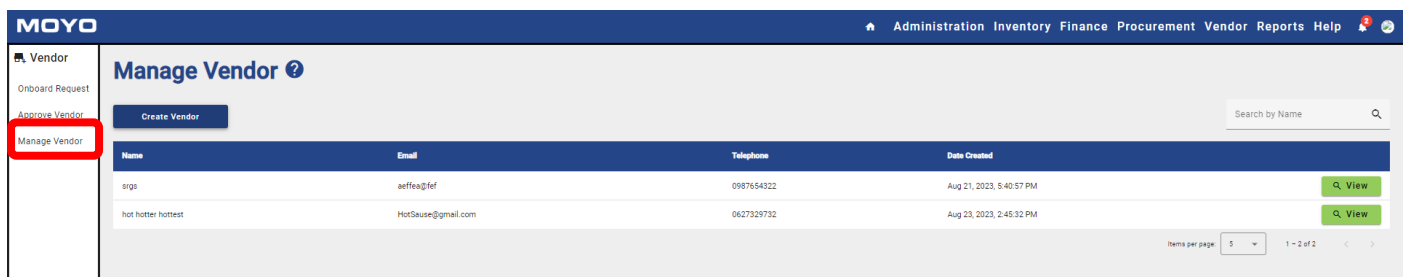 MOYO
Administration Inventory Finance Procurement Vendor Reports Help 2
Vendor
Onboard Request
Approve Vendor
Manage Vendor
Manage Vendor ?
Create Vendor
Search by Name
Name Email Telephone Date Created
srgs aeffea@fef 0987654322 Aug 21, 2023, 5:40:57 PM View
hot hotter hottest HotSause@gmail.com 0627329732 Aug 23, 2023, 2:45:32 PM View
Items per page: 5 1 – 2 of 2